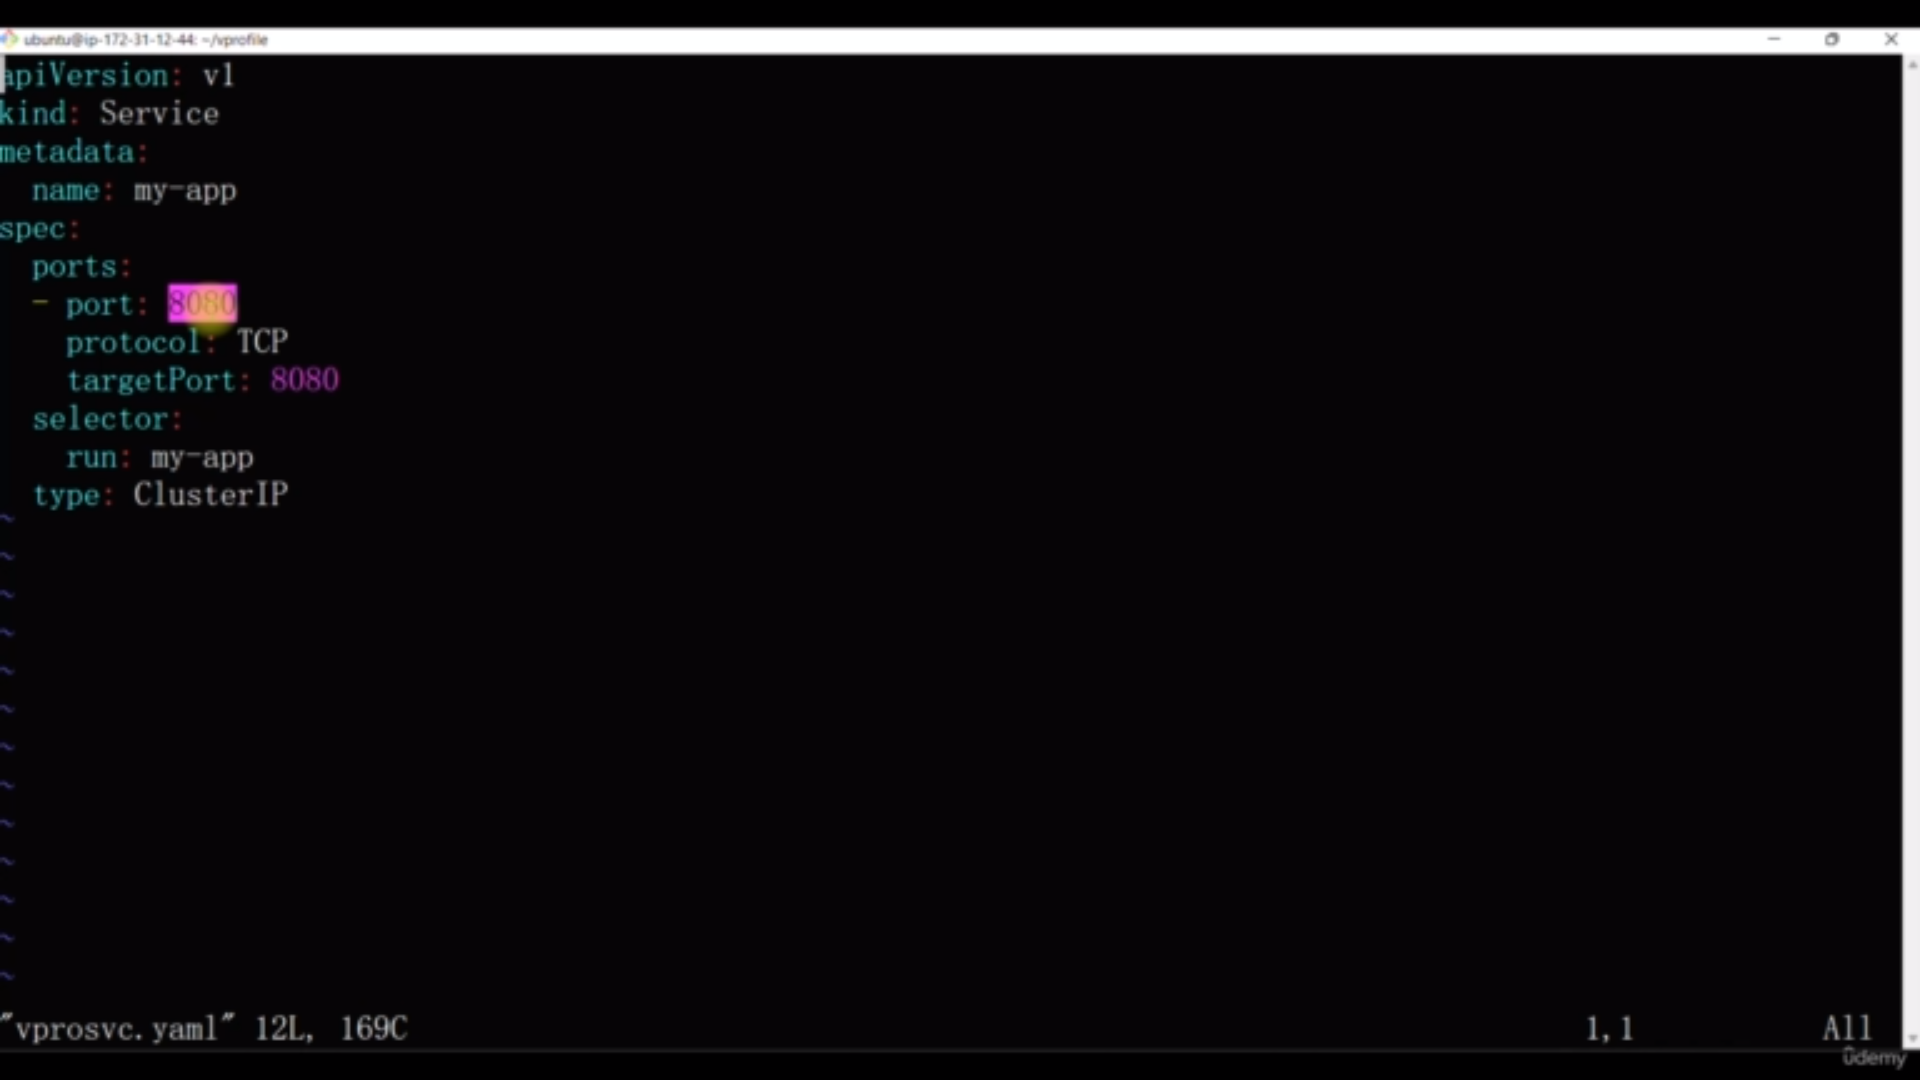 ubuntu@ip-172-31-12-44: ~/vprofile
apiVersion: v1
kind: Service
metadata:
  name: my-app
spec:
  ports:
  - port: 8080
    protocol: TCP
    targetPort: 8080
  selector:
    run: my-app
  type: ClusterIP
~
~
~
~
~
~
~
~
~
~
~
~
~
"vprosvc.yaml" 12L, 169C 1,1 All
ûdemy